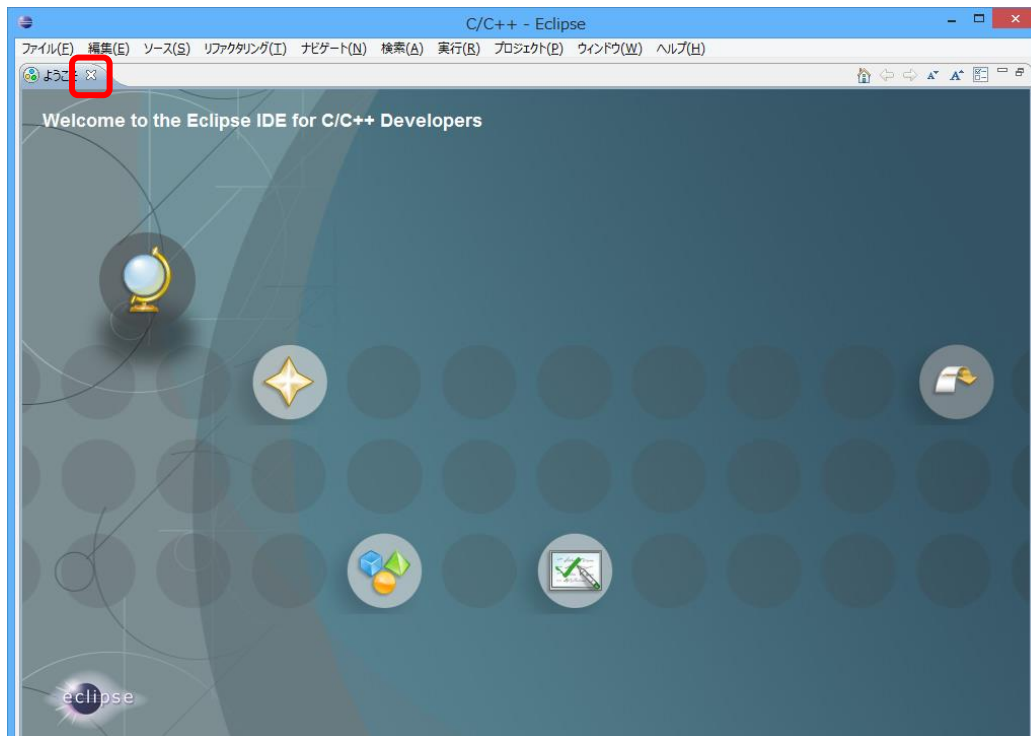 C/C++ - Eclipse
ファイル(F) 編集(E) ソース(S) リファクタリング(T) ナビゲート(N) 検索(A) 実行(R) プロジェクト(P) ウィンドウ(W) ヘルプ(H)
ようこそ
Welcome to the Eclipse IDE for C/C++ Developers
eclipse